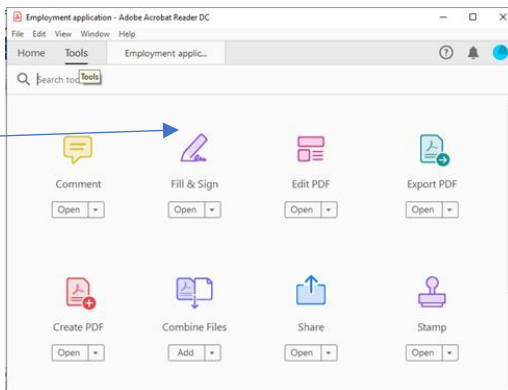 Employment application - Adobe Acrobat Reader DC
File Edit View Window Help
Home Tools Employment applic...
Search too Tools
Comment Fill & Sign Edit PDF Export PDF
Open Open Open Open
Create PDF Combine Files Share Stamp
Open Add Open Open